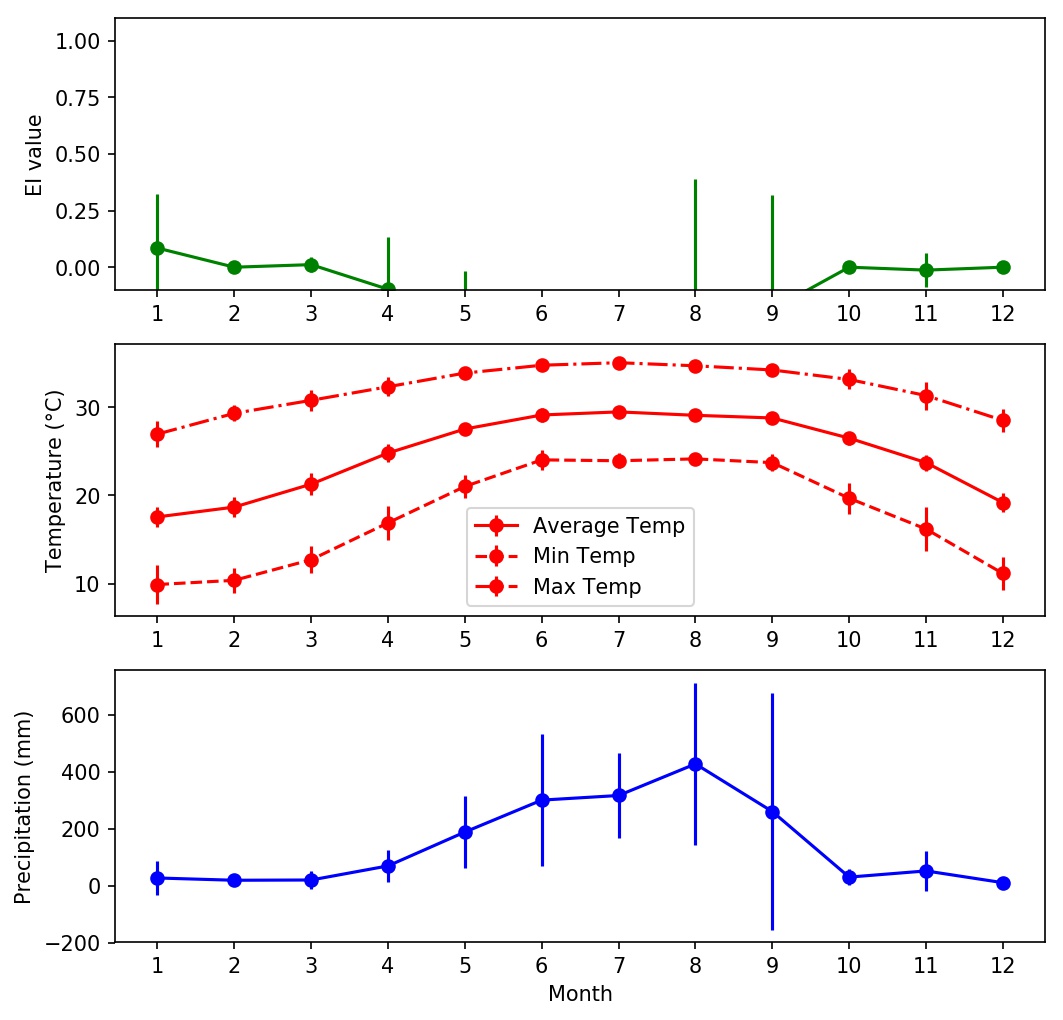 1.00
0.75
0.50
0.25
0.00
EI value
1 2 3 4 5 6 7 8 9 10 11 12
30
20
10
Temperature (°C)
Average Temp
Min Temp
Max Temp
1 2 3 4 5 6 7 8 9 10 11 12
600
400
200
0
−200
Precipitation (mm)
1 2 3 4 5 6 7 8 9 10 11 12
Month